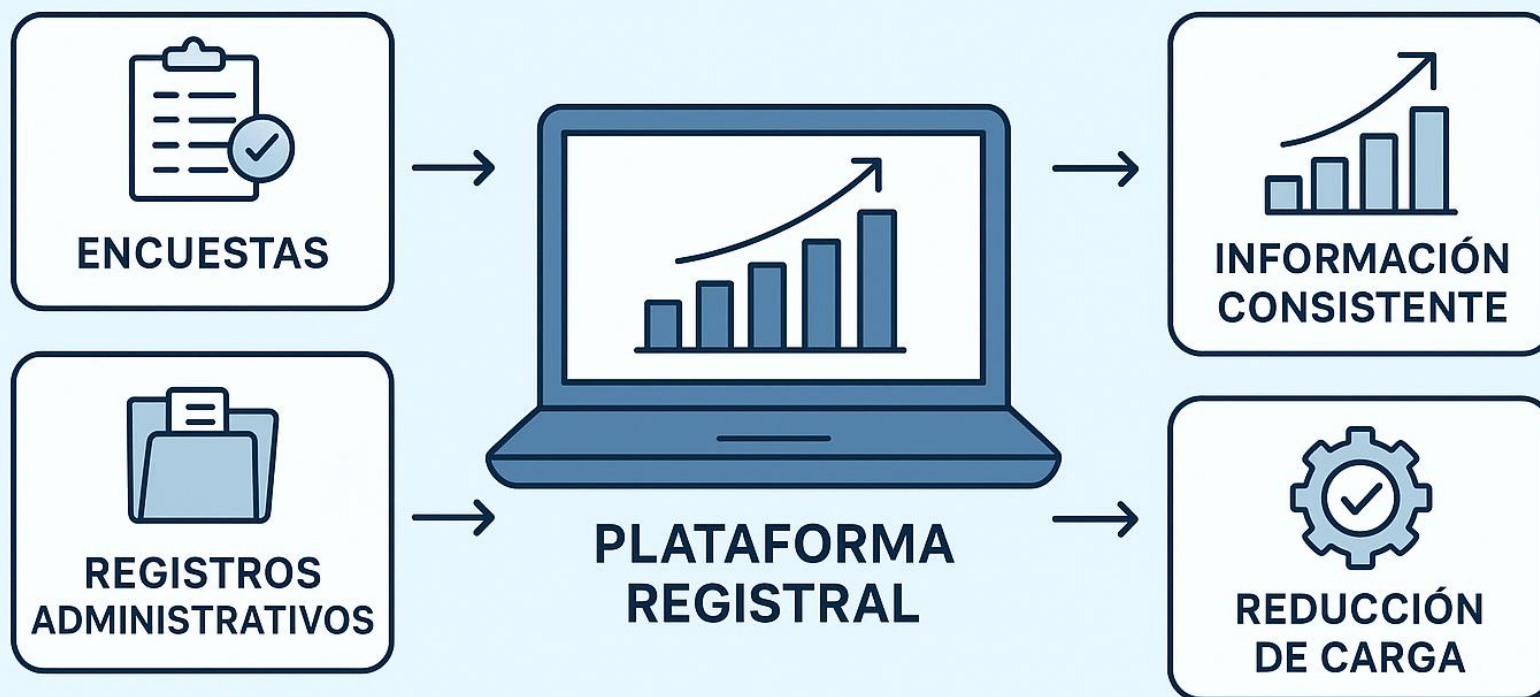 ENCUESTAS
REGISTROS
ADMINISTRATIVOS
PLATAFORMA
REGISTRAL
INFORMACIÓN
CONSISTENTE
REDUCCIÓN
DE CARGA